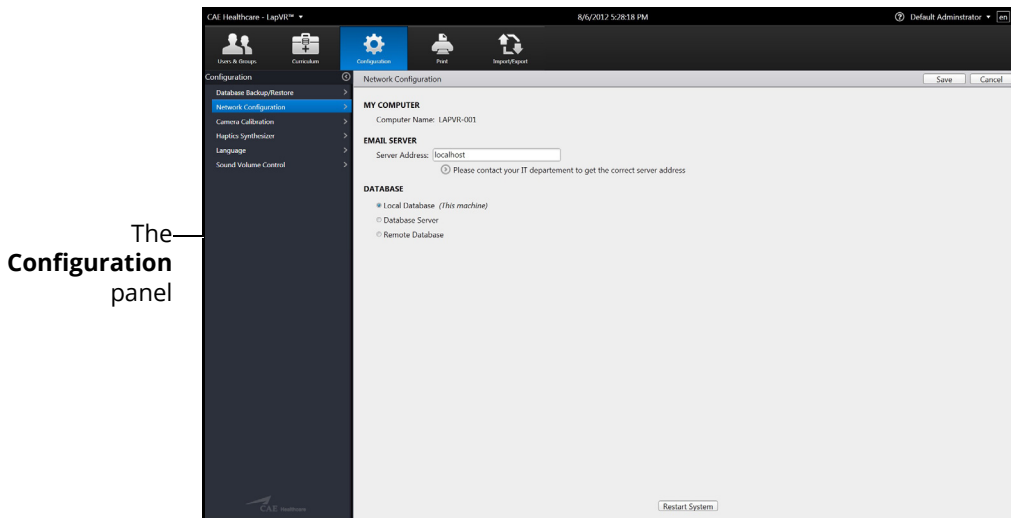 CAE Healthcare - LapVR™
8/6/2012 5:28:18 PM
Default Adminstrator
en
Users & Groups
Curriculum
Configuration
Print
Import/Export
Configuration
Database Backup/Restore
Network Configuration
Camera Calibration
Haptics Synthesizer
Language
Sound Volume Control
Network Configuration
Save
Cancel
MY COMPUTER
Computer Name: LAPVR-001
EMAIL SERVER
Server Address: localhost
Please contact your IT departement to get the correct server address
DATABASE
Local Database (This machine)
Database Server
Remote Database
The
Configuration
panel
CAE Healthcare
Restart System